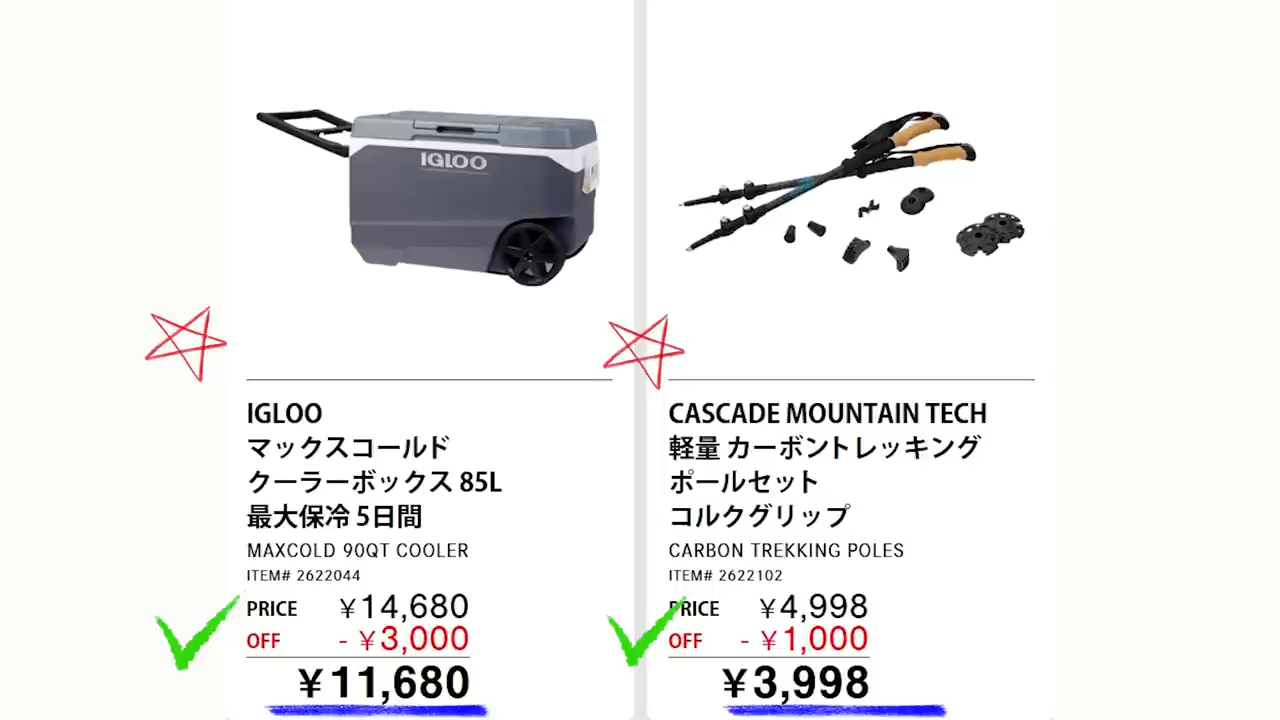 IGLOO
IGLOO
マックスコールド
クーラーボックス 85L
最大保冷 5日間
MAXCOLD 90QT COOLER
ITEM# 2622044
PRICE ¥14,680
OFF - ¥3,000
¥11,680
CASCADE MOUNTAIN TECH
軽量 カーボントレッキング
ポールセット
コルクグリップ
CARBON TREKKING POLES
ITEM# 2622102
PRICE ¥4,998
OFF - ¥1,000
¥3,998